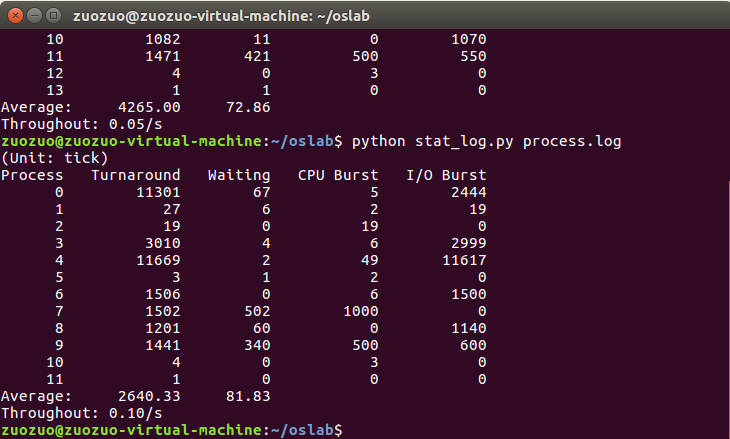 zuozuo@zuozuo-virtual-machine: ~/oslab
10 1082 11 0 1070
11 1471 421 500 550
12 4 0 3 0
13 1 1 0 0
Average: 4265.00 72.86
Throughout: 0.05/s
zuozuo@zuozuo-virtual-machine:~/oslab$ python stat_log.py process.log
(Unit: tick)
Process Turnaround Waiting CPU Burst I/O Burst
0 11301 67 5 2444
1 27 6 2 19
2 19 0 19 0
3 3010 4 6 2999
4 11669 2 49 11617
5 3 1 2 0
6 1506 0 6 1500
7 1502 502 1000 0
8 1201 60 0 1140
9 1441 340 500 600
10 4 0 3 0
11 1 0 0 0
Average: 2640.33 81.83
Throughout: 0.10/s
zuozuo@zuozuo-virtual-machine:~/oslab$